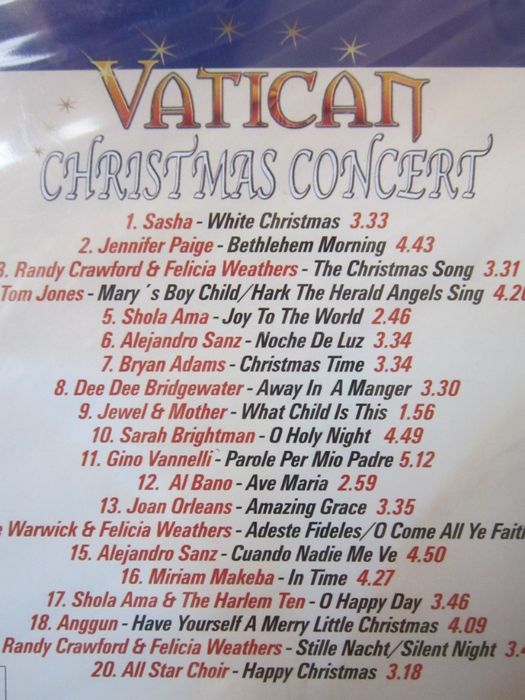 VATICAN
CHRISTMAS CONCERT
1. Sasha - White Christmas 3.33
2. Jennifer Paige - Bethlehem Morning 4.43
3. Randy Crawford & Felicia Weathers - The Christmas Song 3.31
Tom Jones - Mary´s Boy Child/Hark The Herald Angels Sing 4.20
5. Shola Ama - Joy To The World 2.46
6. Alejandro Sanz - Noche De Luz 3.34
7. Bryan Adams - Christmas Time 3.34
8. Dee Dee Bridgewater - Away In A Manger 3.30
9. Jewel & Mother - What Child Is This 1.56
10. Sarah Brightman - O Holy Night 4.49
11. Gino Vannelli - Parole Per Mio Padre 5.12
12. Al Bano - Ave Maria 2.59
13. Joan Orleans - Amazing Grace 3.35
e Warwick & Felicia Weathers - Adeste Fideles/O Come All Ye Faith
15. Alejandro Sanz - Cuando Nadie Me Ve 4.50
16. Miriam Makeba - In Time 4.27
17. Shola Ama & The Harlem Ten - O Happy Day 3.46
18. Anggun - Have Yourself A Merry Little Christmas 4.09
Randy Crawford & Felicia Weathers - Stille Nacht/Silent Night 3.4
20. All Star Choir - Happy Christmas 3.18